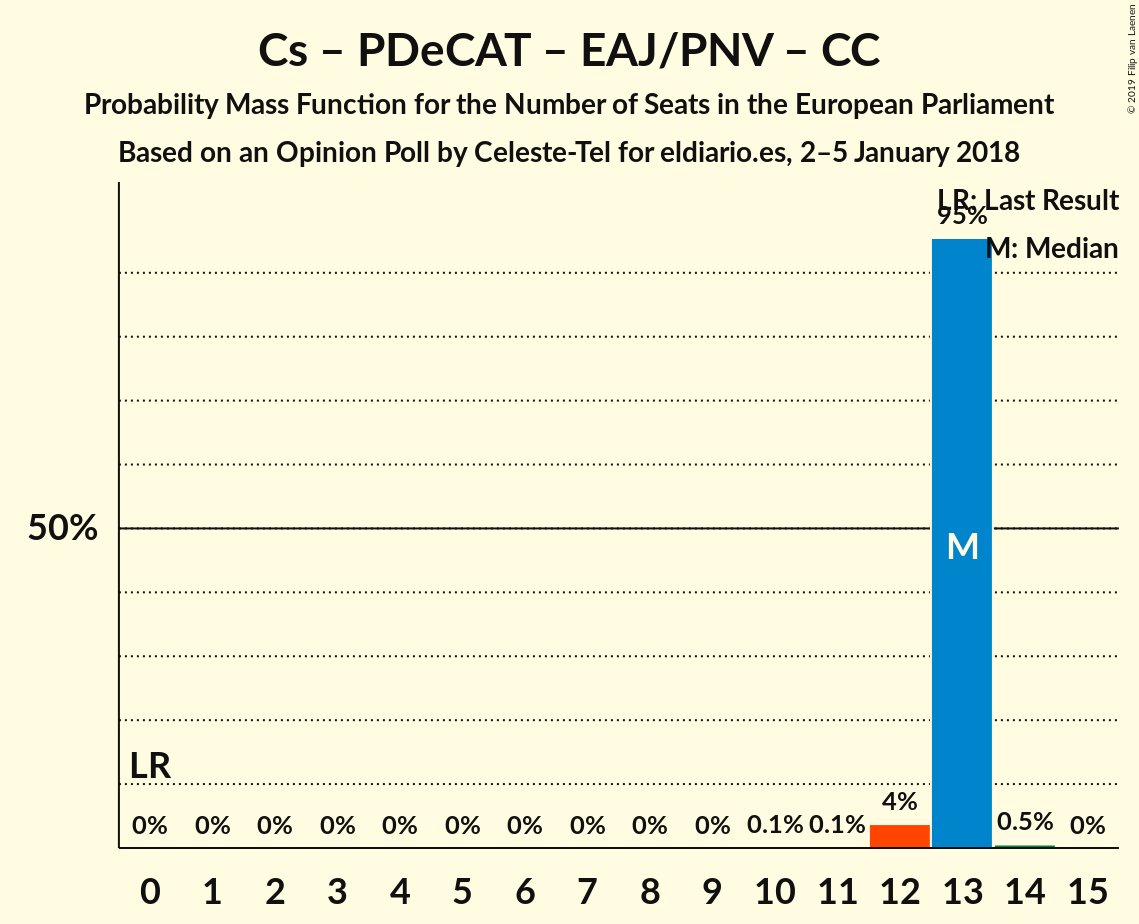 Cs – PDeCAT – EAJ/PNV – CC
Probability Mass Function for the Number of Seats in the European Parliament
Based on an Opinion Poll by Celeste-Tel for eldiario.es, 2–5 January 2018
© 2019 Filip van Laenen
LR: Last Result
M: Median
95%
50%
M
LR
0% 0% 0% 0% 0% 0% 0% 0% 0% 0% 0.1% 0.1% 4% 0.5% 0%
0 1 2 3 4 5 6 7 8 9 10 11 12 13 14 15